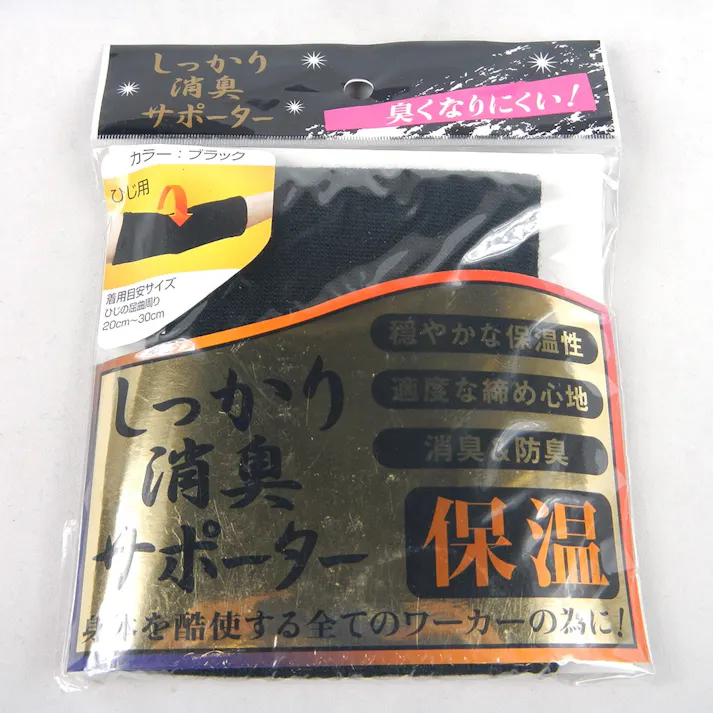 しっかり
消臭
サポーター
臭くなりにくい!
カラー:ブラック
ひじ用
着用目安サイズ
ひじの屈曲周り
20cm〜30cm
穏やかな保温性
適度な締め心地
消臭&防臭
しっかり
消臭
サポーター
保温
身体を酷使する全てのワーカーの為に!